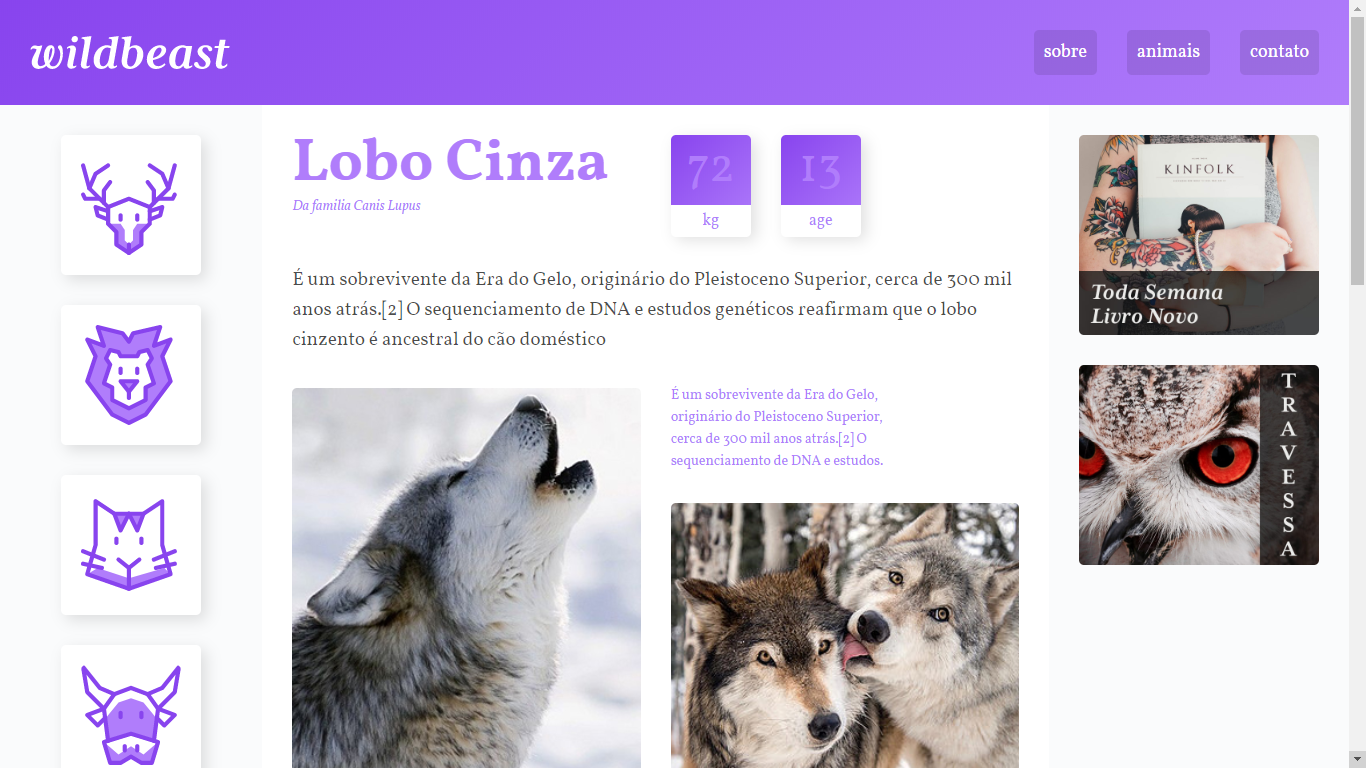 wildbeast
sobre
animais
contato
Lobo Cinza
Da familia Canis Lupus
72
kg
13
age
É um sobrevivente da Era do Gelo, originário do Pleistoceno Superior, cerca de 300 mil
anos atrás.[2] O sequenciamento de DNA e estudos genéticos reafirmam que o lobo
cinzento é ancestral do cão doméstico
É um sobrevivente da Era do Gelo,
originário do Pleistoceno Superior,
cerca de 300 mil anos atrás.[2] O
sequenciamento de DNA e estudos.
KINFOLK
Toda Semana
Livro Novo
TRAVESSA